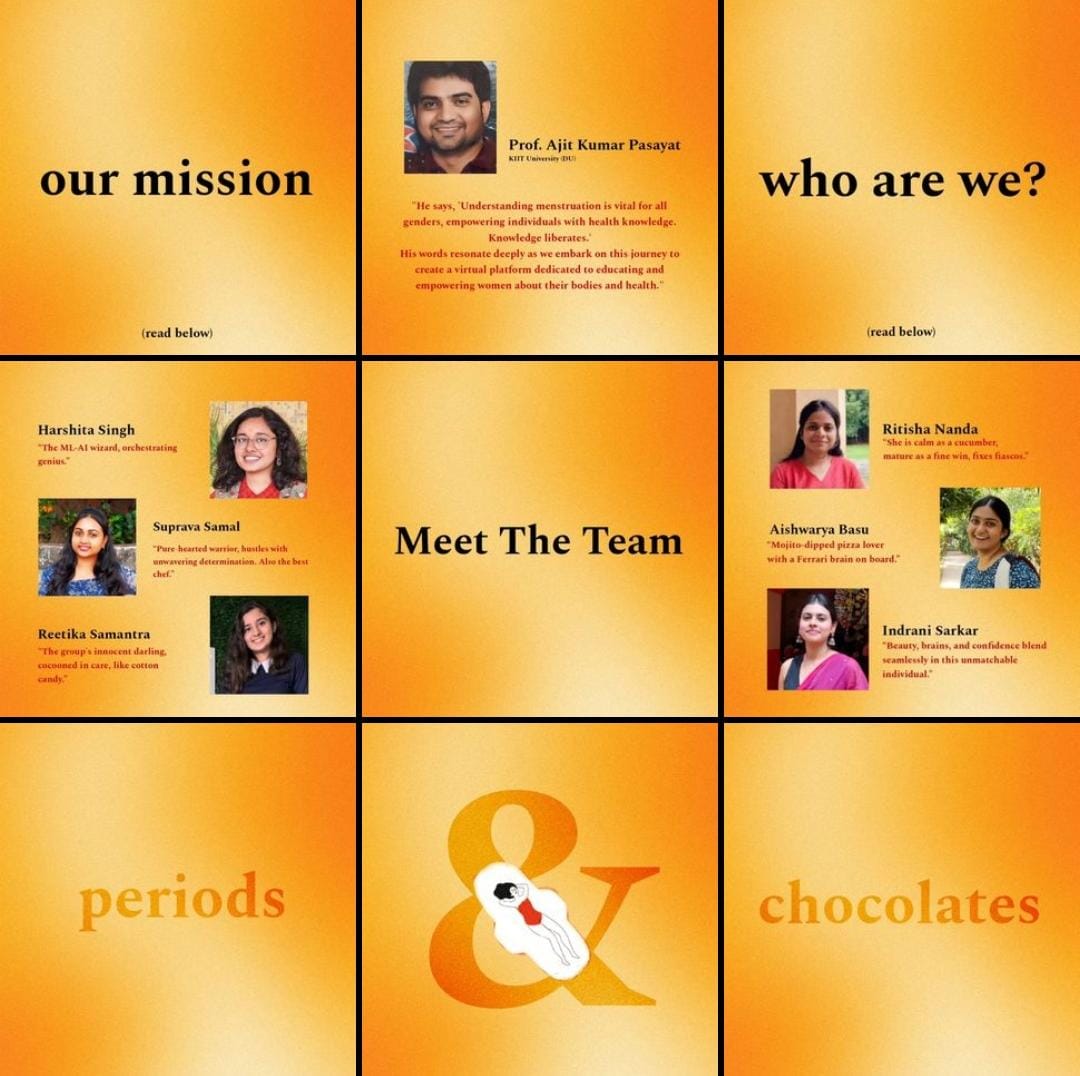 our mission
(read below)
Prof. Ajit Kumar Pasayat
KIIT University (DU)
"He says, 'Understanding menstruation is vital for all
genders, empowering individuals with health knowledge.
Knowledge liberates.'
His words resonate deeply as we embark on this journey to
create a virtual platform dedicated to educating and
empowering women about their bodies and health."
who are we?
(read below)
Harshita Singh
"The ML-AI wizard, orchestrating
genius."
Suprava Samal
"Pure-hearted warrior, hustles with
unwavering determination. Also the best
chef."
Reetika Samantra
"The group's innocent darling,
cocooned in care, like cotton
candy."
Meet The Team
Ritisha Nanda
"She is calm as a cucumber,
mature as a fine win, fixes fiascos."
Aishwarya Basu
"Mojito-dipped pizza lover
with a Ferrari brain on board."
Indrani Sarkar
"Beauty, brains, and confidence blend
seamlessly in this unmatchable
individual."
periods
&
chocolates